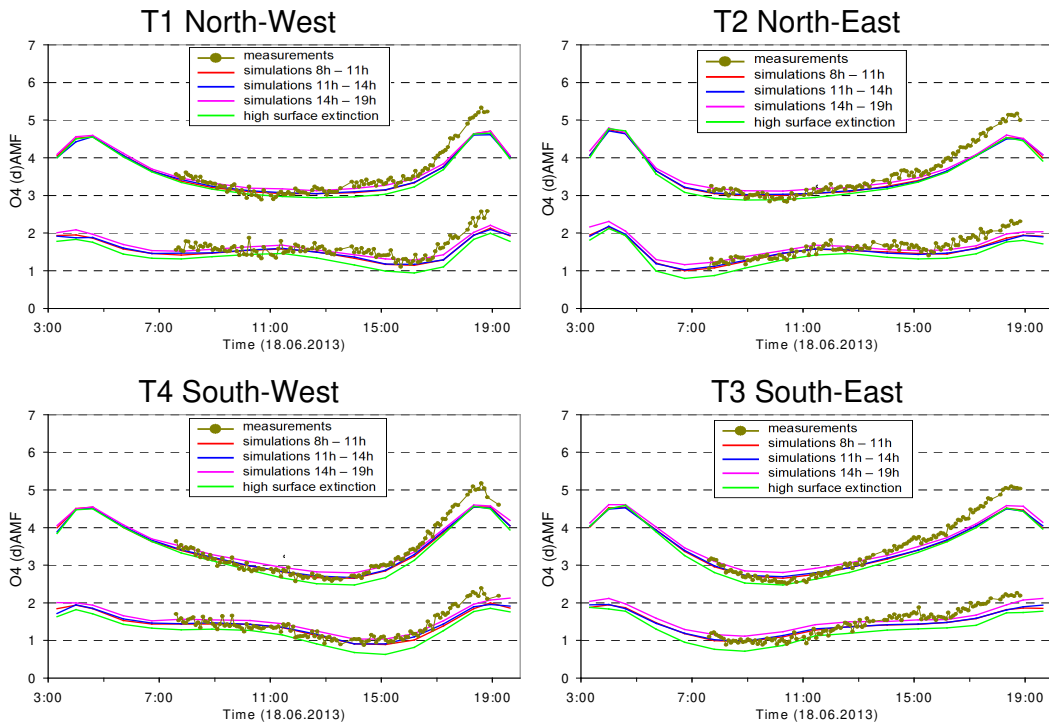 T1 North-West
T2 North-East
7
6
5
4
3
2
1
0
O4 (d)AMF
measurements
simulations 8h – 11h
simulations 11h – 14h
simulations 14h – 19h
high surface extinction
3:00 7:00 11:00 15:00 19:00
Time (18.06.2013)
7
6
5
4
3
2
1
0
O4 (d)AMF
measurements
simulations 8h – 11h
simulations 11h – 14h
simulations 14h – 19h
high surface extinction
3:00 7:00 11:00 15:00 19:00
Time (18.06.2013)
T4 South-West
T3 South-East
7
6
5
4
3
2
1
0
O4 (d)AMF
measurements
simulations 8h – 11h
simulations 11h – 14h
simulations 14h – 19h
high surface extinction
3:00 7:00 11:00 15:00 19:00
Time (18.06.2013)
7
6
5
4
3
2
1
0
O4 (d)AMF
measurements
simulations 8h – 11h
simulations 11h – 14h
simulations 14h – 19h
high surface extinction
3:00 7:00 11:00 15:00 19:00
Time (18.06.2013)